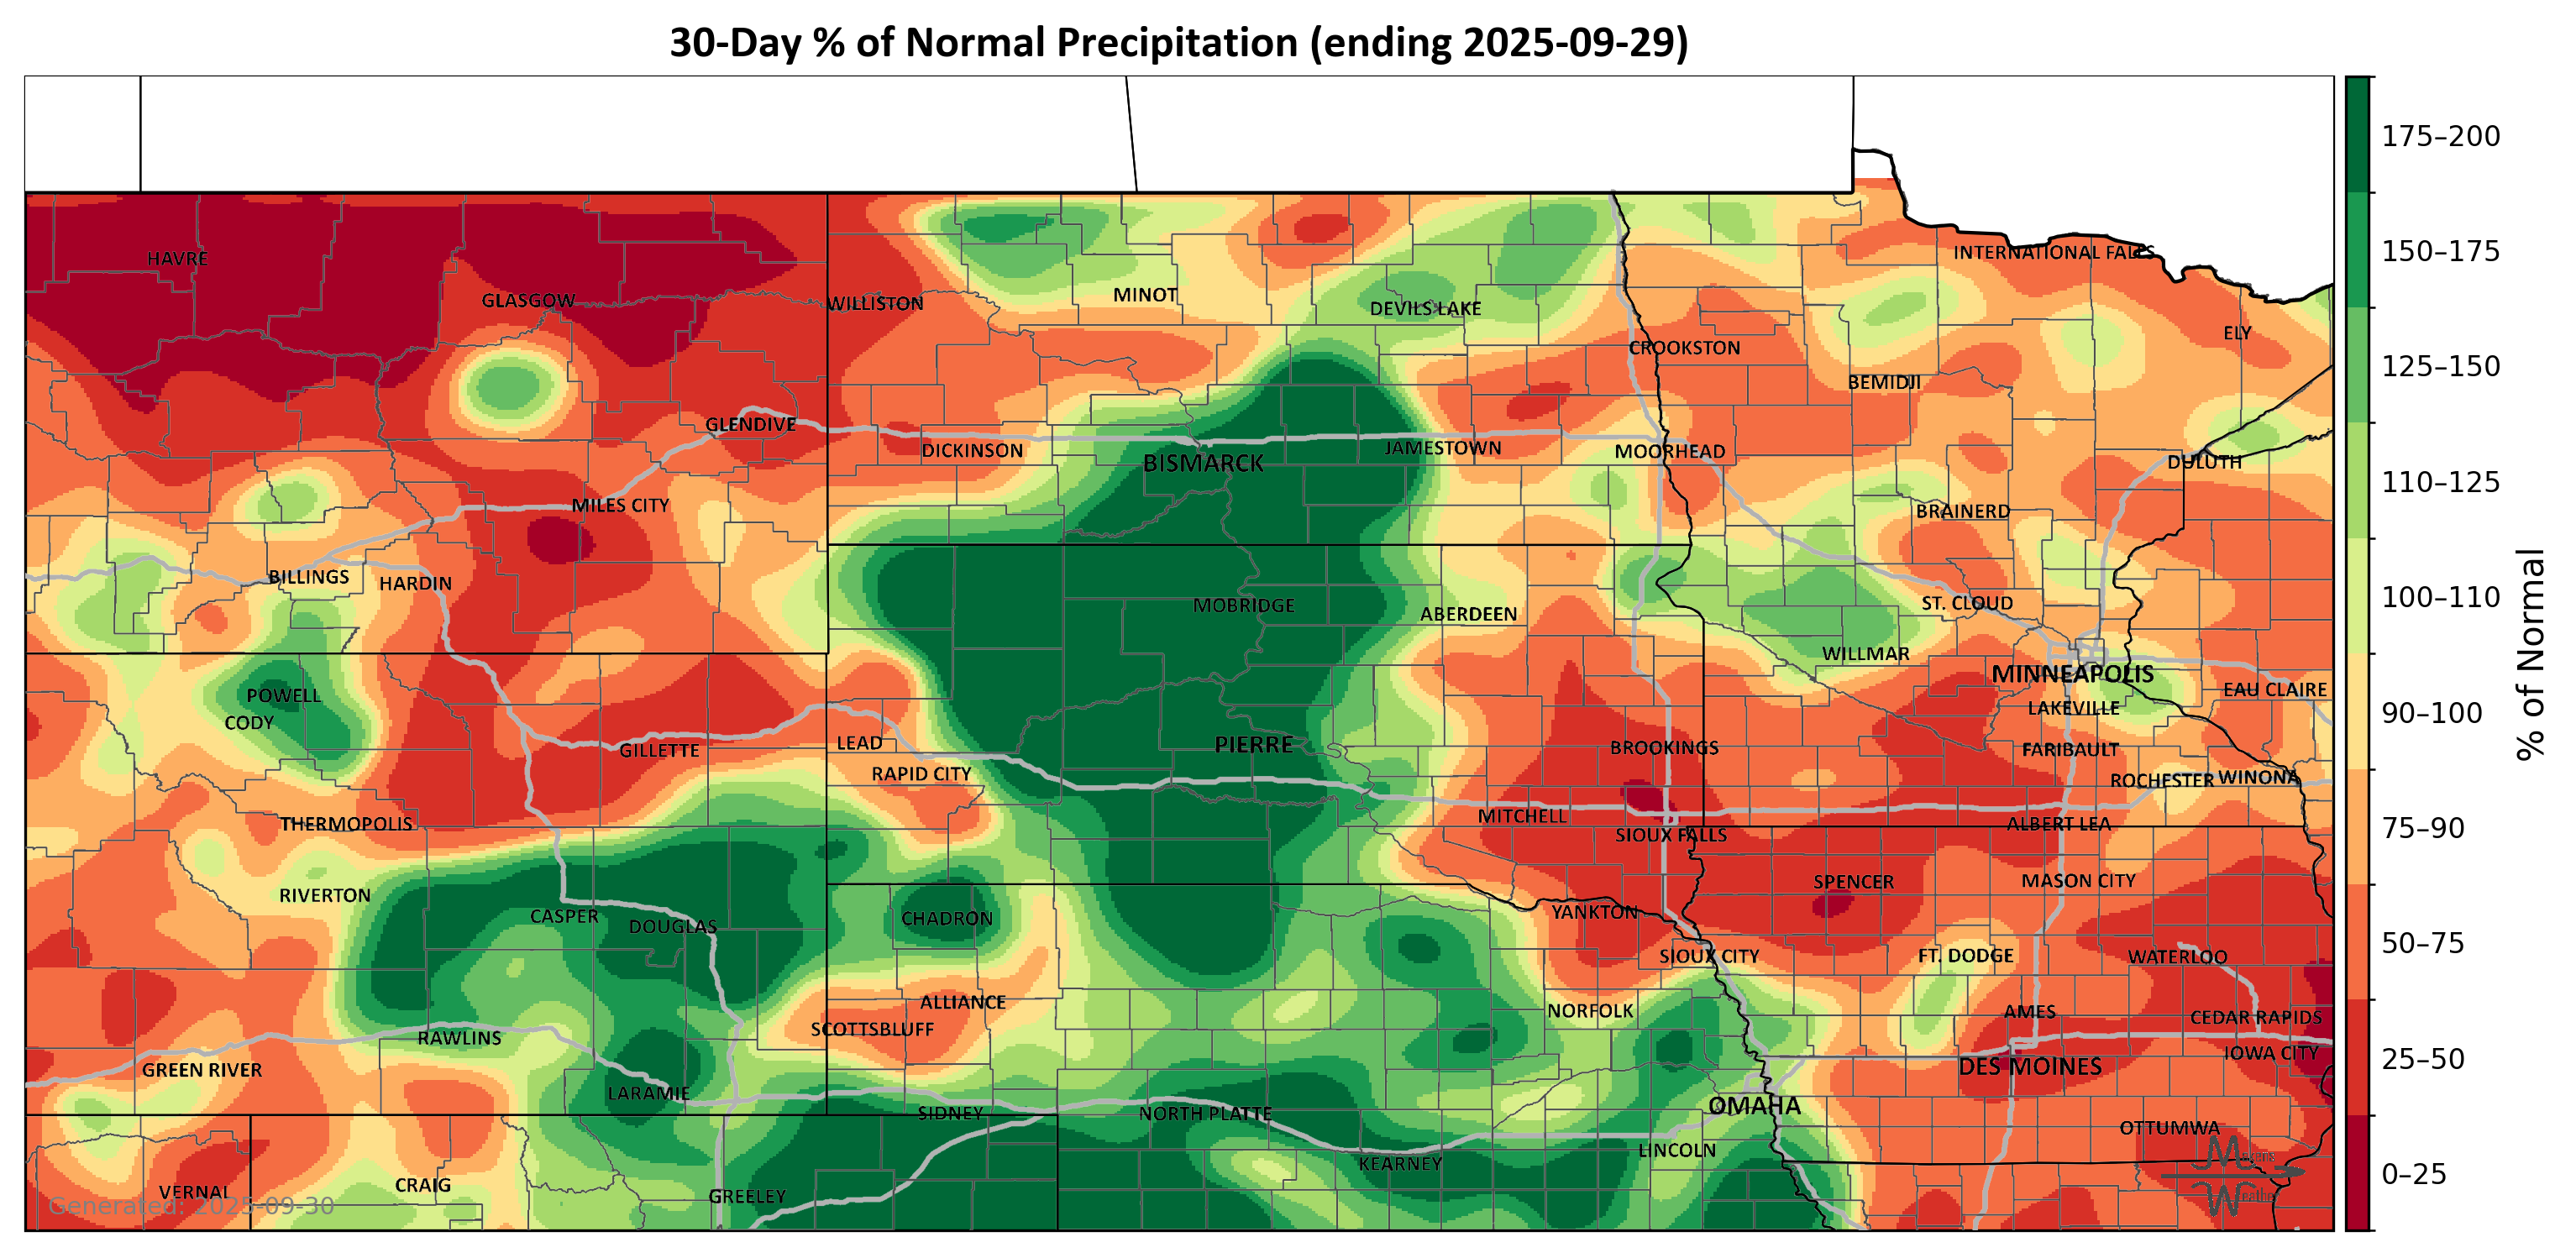 30-Day % of Normal Precipitation (ending 2025-09-29)
175–200
150–175
125–150
110–125
100–110
90–100
75–90
50–75
25–50
0–25
% of Normal
HAVRE
GLASGOW
WILLISTON
MINOT
DEVILS LAKE
INTERNATIONAL FALLS
CROOKSTON
ELY
BEMIDJI
GLENDIVE
DICKINSON
BISMARCK
JAMESTOWN
MOORHEAD
DULUTH
MILES CITY
BRAINERD
BILLINGS
HARDIN
MOBRIDGE
ABERDEEN
ST. CLOUD
WILLMAR
MINNEAPOLIS
EAU CLAIRE
POWELL
CODY
LAKEVILLE
GILLETTE
LEAD
PIERRE
BROOKINGS
FARIBAULT
RAPID CITY
ROCHESTER
WINONA
THERMOPOLIS
MITCHELL
SIOUX FALLS
ALBERT LEA
RIVERTON
SPENCER
MASON CITY
CASPER
DOUGLAS
CHADRON
YANKTON
SIOUX CITY
FT. DODGE
WATERLOO
ALLIANCE
SCOTTSBLUFF
NORFOLK
AMES
CEDAR RAPIDS
RAWLINS
IOWA CITY
GREEN RIVER
DES MOINES
LARAMIE
SIDNEY
NORTH PLATTE
OMAHA
OTTUMWA
LINCOLN
KEARNEY
VERNAL
CRAIG
GREELEY
Generated: 2025-09-30